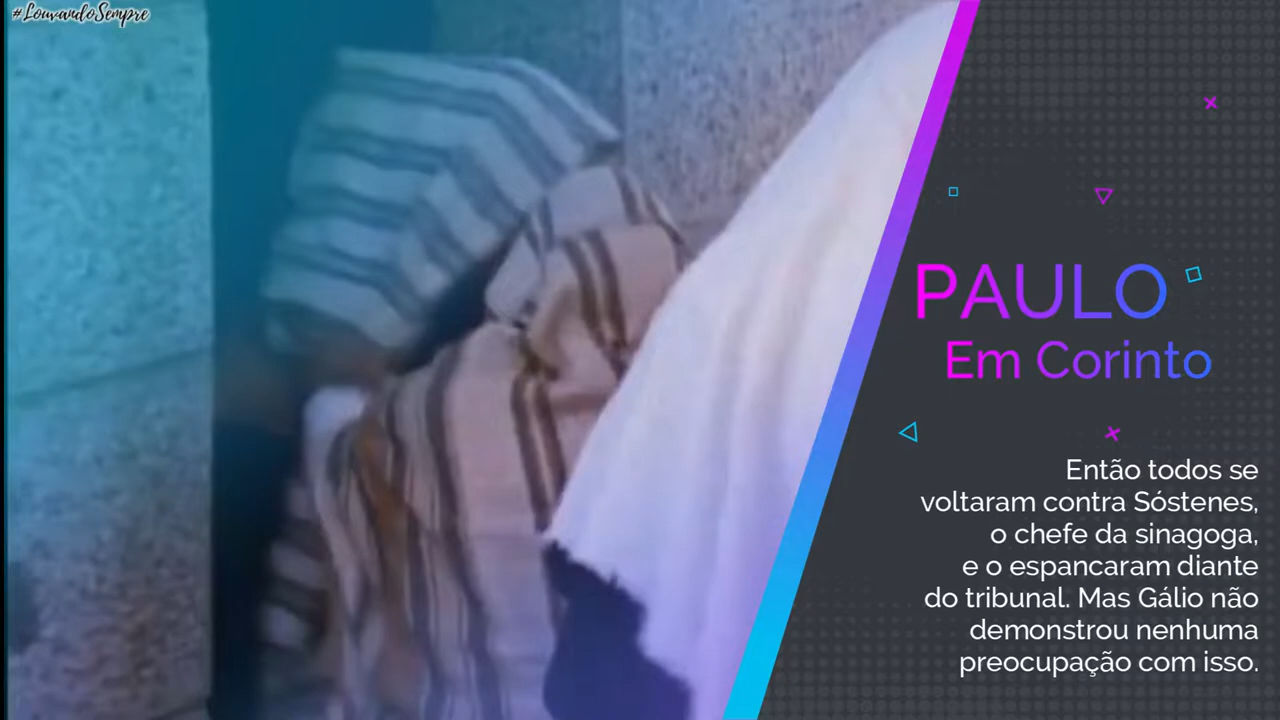 #LouvandoSempre
PAULO
Em Corinto
Então todos se
voltaram contra Sóstenes,
o chefe da sinagoga,
e o espancaram diante
do tribunal. Mas Gálio não
demonstrou nenhuma
preocupação com isso.